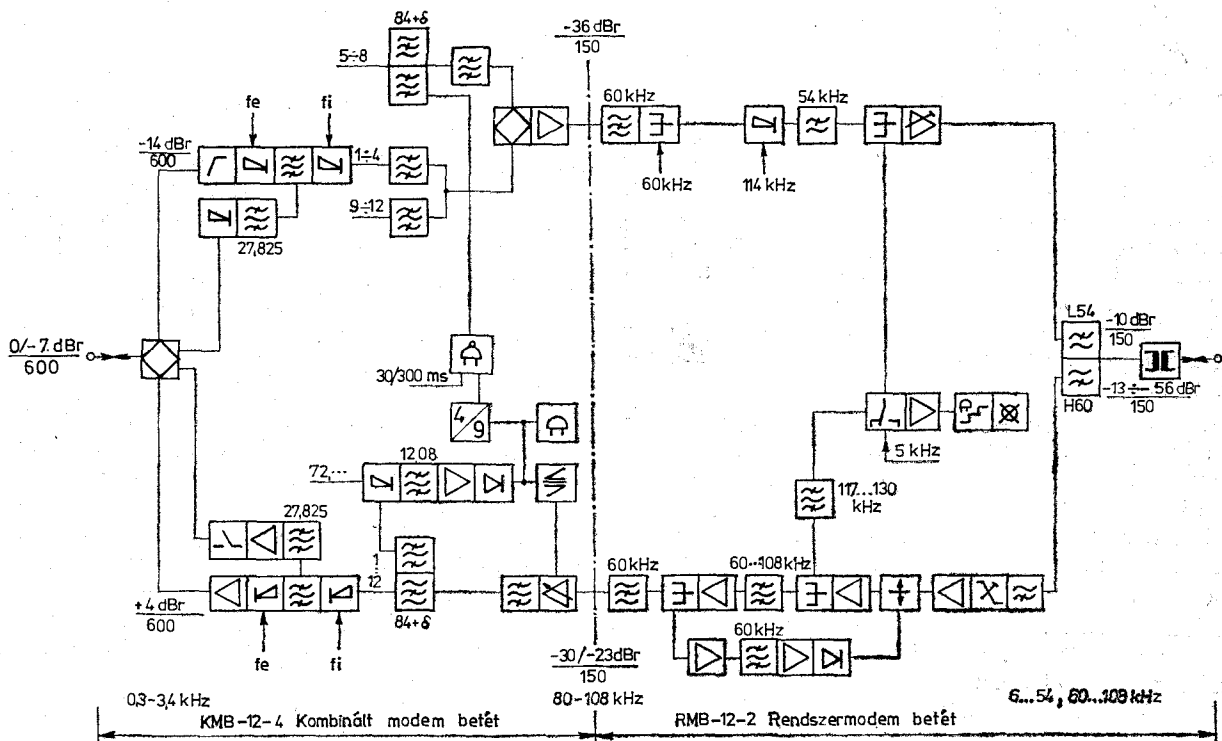 84+δ
5÷8
-36 dBr
150
60 kHz
54 kHz
fe
fi
-14 dBr
600
1÷4
60kHz
114 kHz
9÷12
27,825
L54
-10 dBr
150
0/-7. dBr
600
30/300 ms
-13÷-56 dBr
150
H60
4/9
5 kHz
12,08
72,...
117...130
kHz
27,825
1
12
60 kHz
60...108kHz
+4 dBr
600
84+δ
60kHz
fe
fi
-30/-23dBr
150
0,3-3,4 kHz
80-108 kHz
6...54, 60...108 kHz
KMB-12-4 Kombinált modem betét
RMB-12-2 Rendszermodem betét